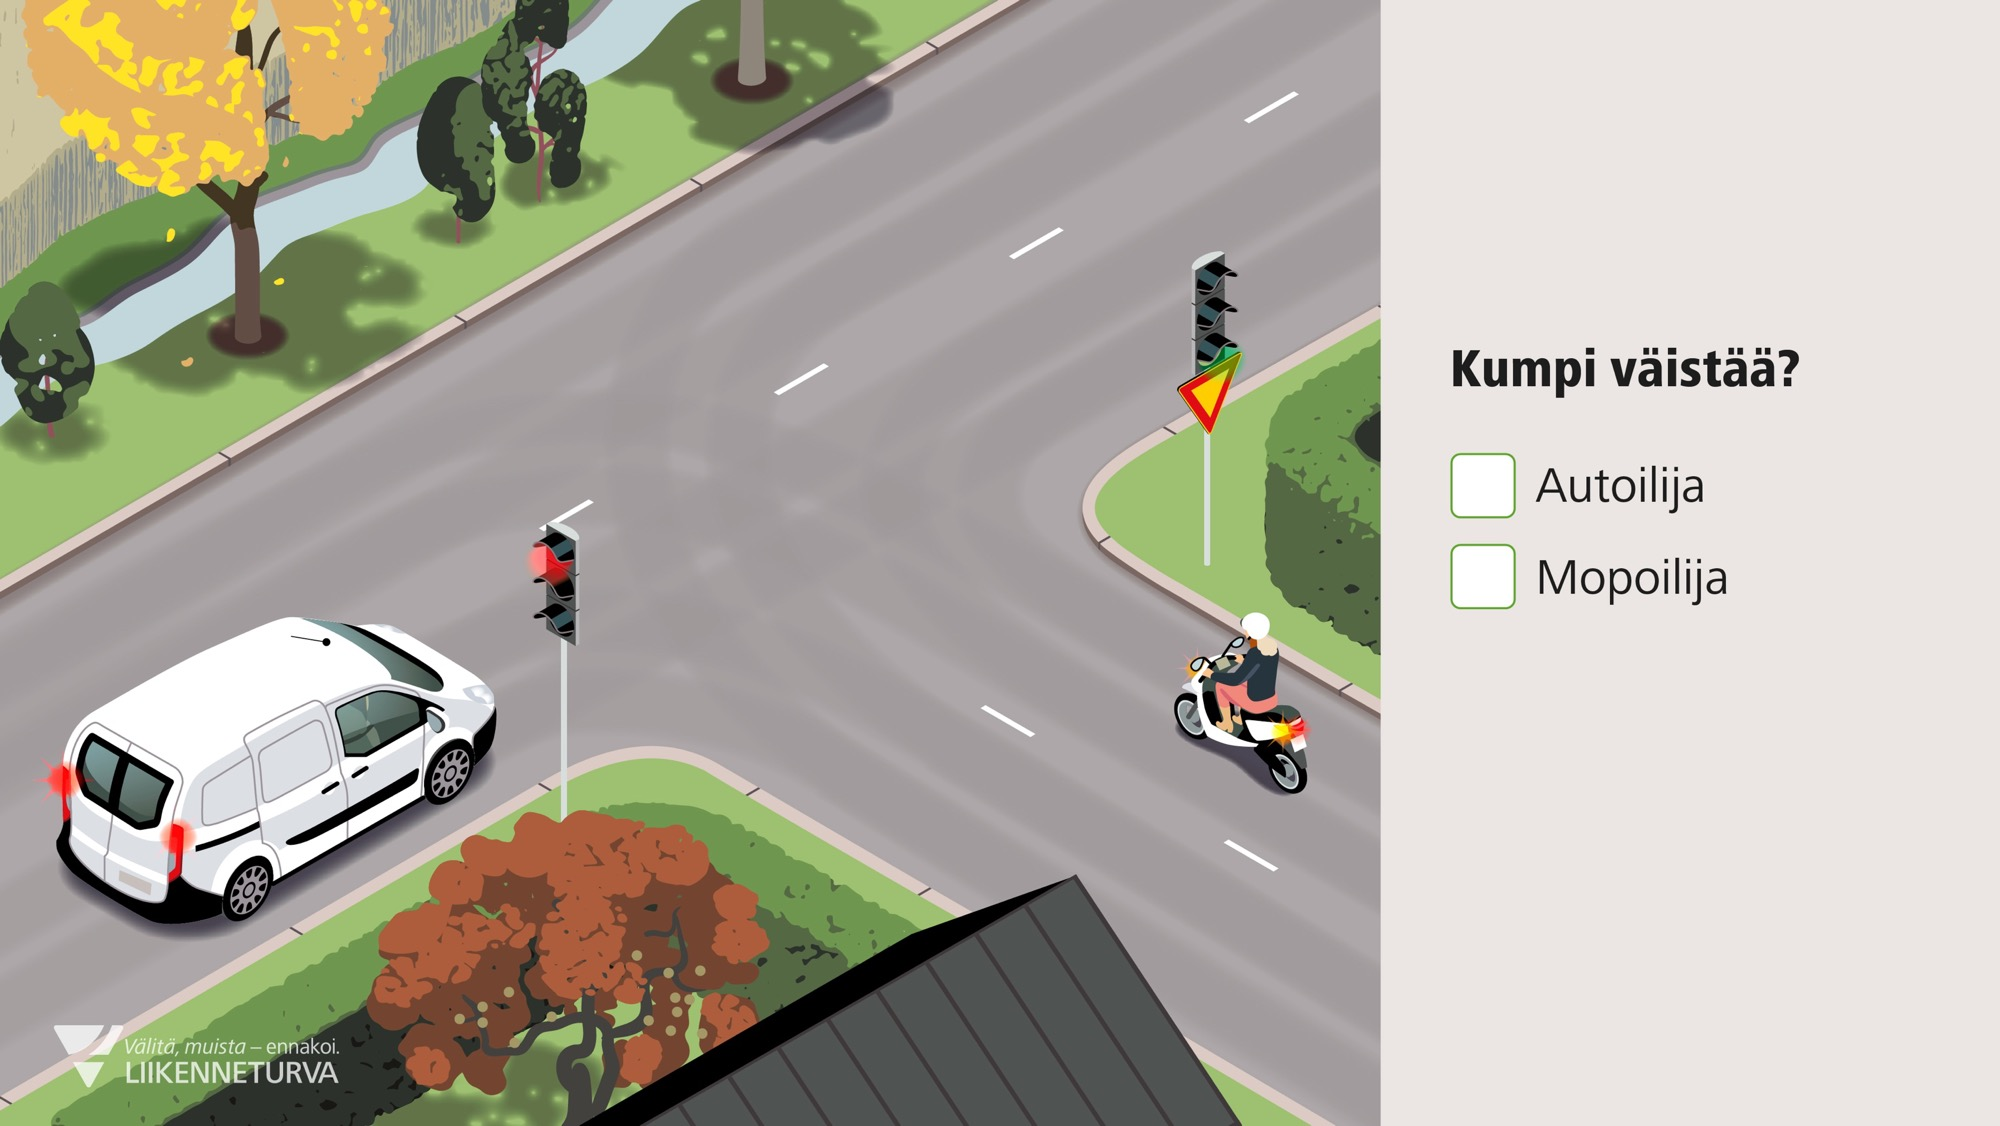 Kumpi väistää?
Autoilija
Mopoilija
Välitä, muista – ennakoi.
LIIKENNETURVA